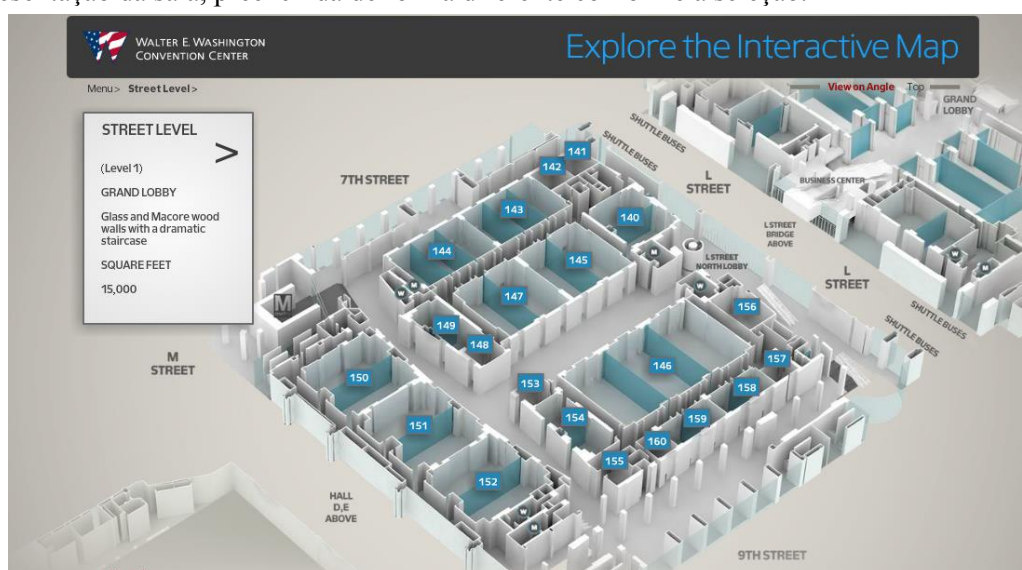 WALTER E. WASHINGTON
CONVENTION CENTER
Explore the Interactive Map
Menu > Street Level >
View on Angle Top
STREET LEVEL
>
(Level 1)
GRAND LOBBY
Glass and Macore wood
walls with a dramatic
staircase
SQUARE FEET
15,000
GRAND
LOBBY
SHUTTLE BUSES
SHUTTLE BUSES
7TH STREET
L
STREET
BUSINESS CENTER
L STREET
BRIDGE
ABOVE
L STREET
NORTH LOBBY
L
STREET
SHUTTLE BUSES
SHUTTLE BUSES
M
STREET
HALL
D,E
ABOVE
9TH STREET
141
142
143
140
144
145
147
149
148
146
156
157
158
153
154
159
160
155
150
151
152
M
W
M
M
W
W
M
W
M